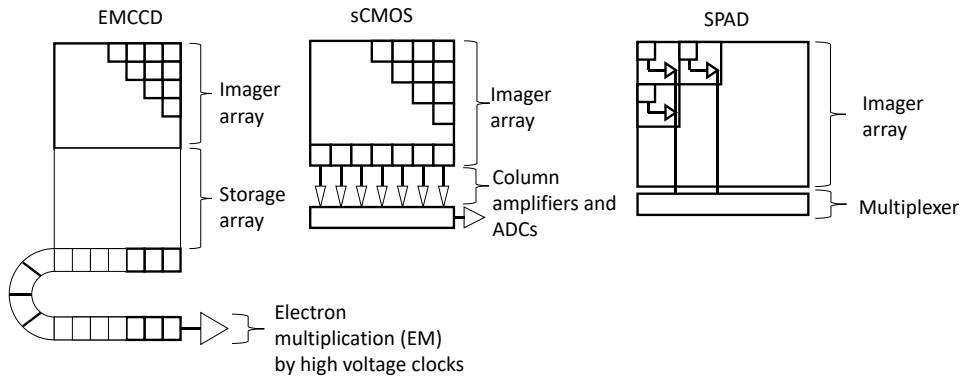 EMCCD
Imager
array
Storage
array
Electron
multiplication (EM)
by high voltage clocks
sCMOS
Imager
array
Column
amplifiers and
ADCs
SPAD
Imager
array
Multiplexer